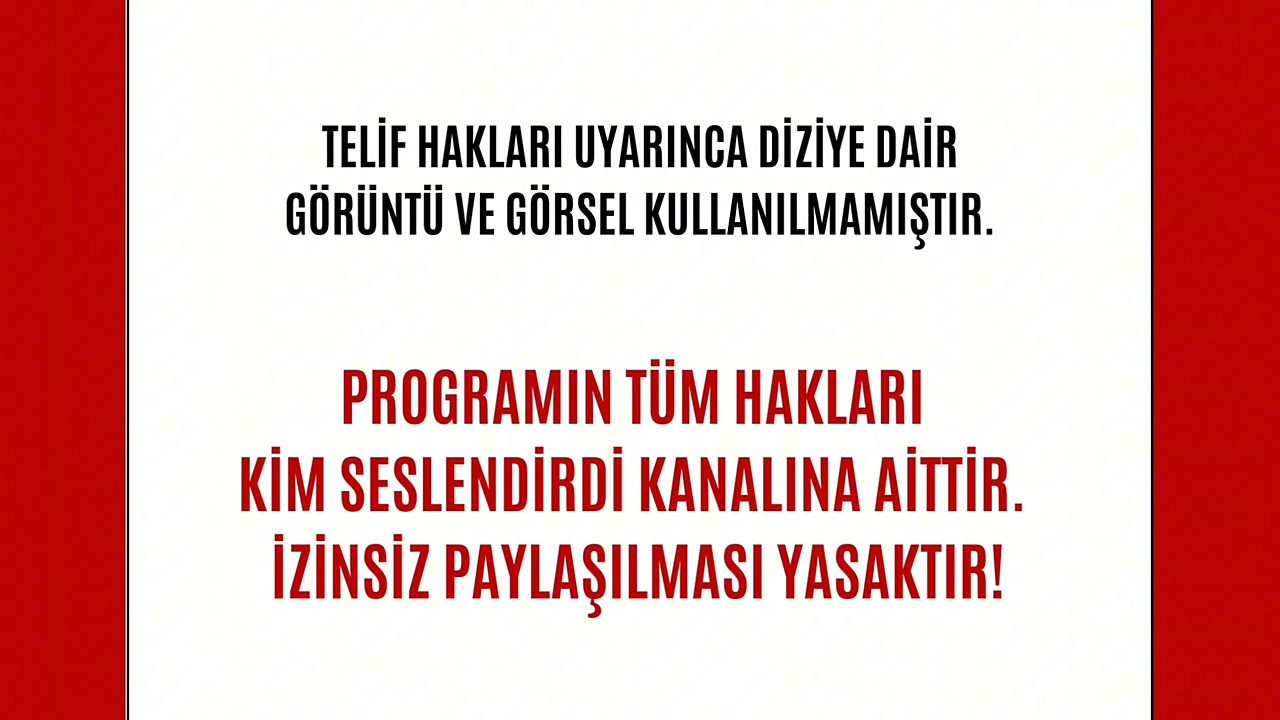 TELİF HAKLARI UYARINCA DİZİYE DAİR
GÖRÜNTÜ VE GÖRSEL KULLANILMAMIŞTIR.
PROGRAMIN TÜM HAKLARI
KİM SESLENDİRDİ KANALINA AİTTİR.
İZİNSİZ PAYLAŞILMASI YASAKTIR!